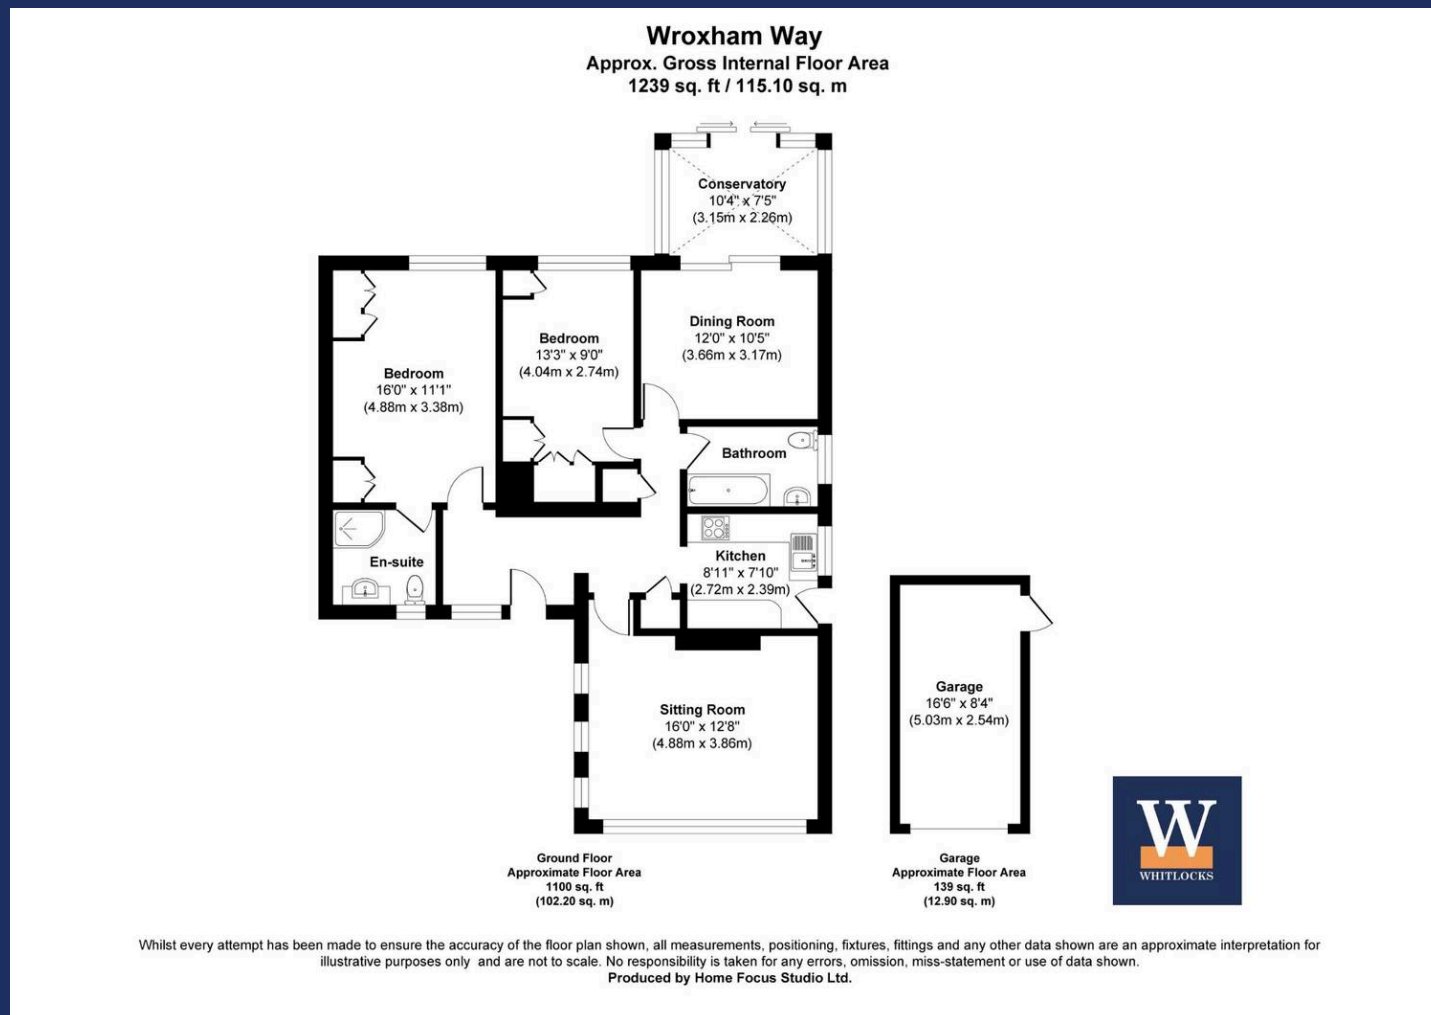 Wroxham Way
Approx. Gross Internal Floor Area
1239 sq. ft / 115.10 sq. m
Conservatory
10'4" x 7'5"
(3.15m x 2.26m)
Dining Room
12'0" x 10'5"
(3.66m x 3.17m)
Bedroom
13'3" x 9'0"
(4.04m x 2.74m)
Bedroom
16'0" x 11'1"
(4.88m x 3.38m)
Bathroom
En-suite
Kitchen
8'11" x 7'10"
(2.72m x 2.39m)
Sitting Room
16'0" x 12'8"
(4.88m x 3.86m)
Garage
16'6" x 8'4"
(5.03m x 2.54m)
Ground Floor
Approximate Floor Area
1100 sq. ft
(102.20 sq. m)
Garage
Approximate Floor Area
139 sq. ft
(12.90 sq. m)
W
WHITLOCKS
Whilst every attempt has been made to ensure the accuracy of the floor plan shown, all measurements, positioning, fixtures, fittings and any other data shown are an approximate interpretation for
illustrative purposes only and are not to scale. No responsibility is taken for any errors, omission, miss-statement or use of data shown.
Produced by Home Focus Studio Ltd.